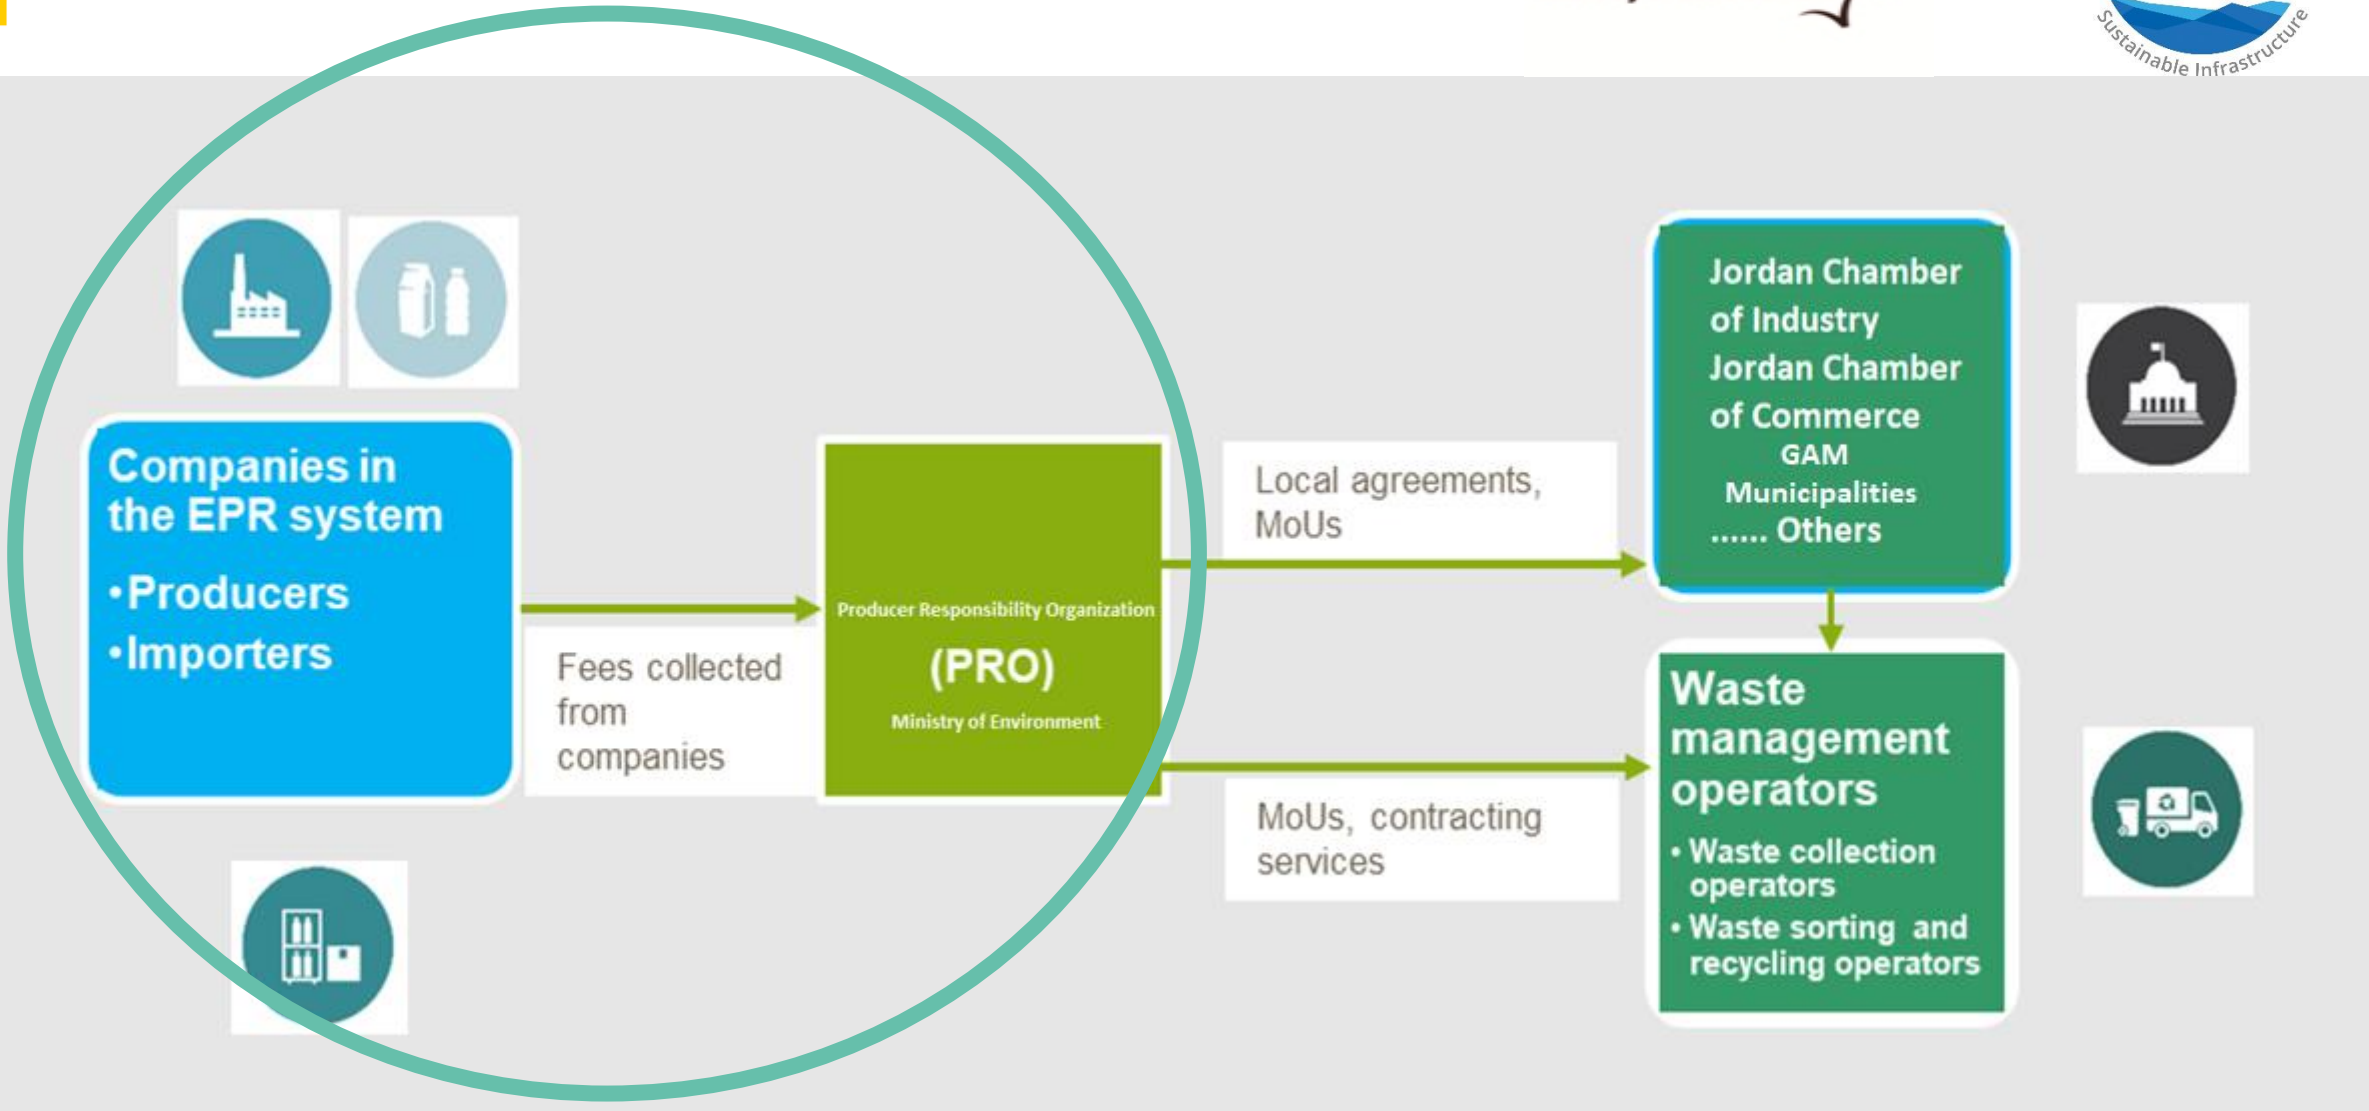 Sustainable Infrastructure
Companies in
the EPR system
•Producers
•Importers
Fees collected
from
companies
Producer Responsibility Organization
(PRO)
Ministry of Environment
Local agreements,
MoUs
MoUs, contracting
services
Jordan Chamber
of Industry
Jordan Chamber
of Commerce
GAM
Municipalities
...... Others
Waste
management
operators
• Waste collection
operators
• Waste sorting and
recycling operators